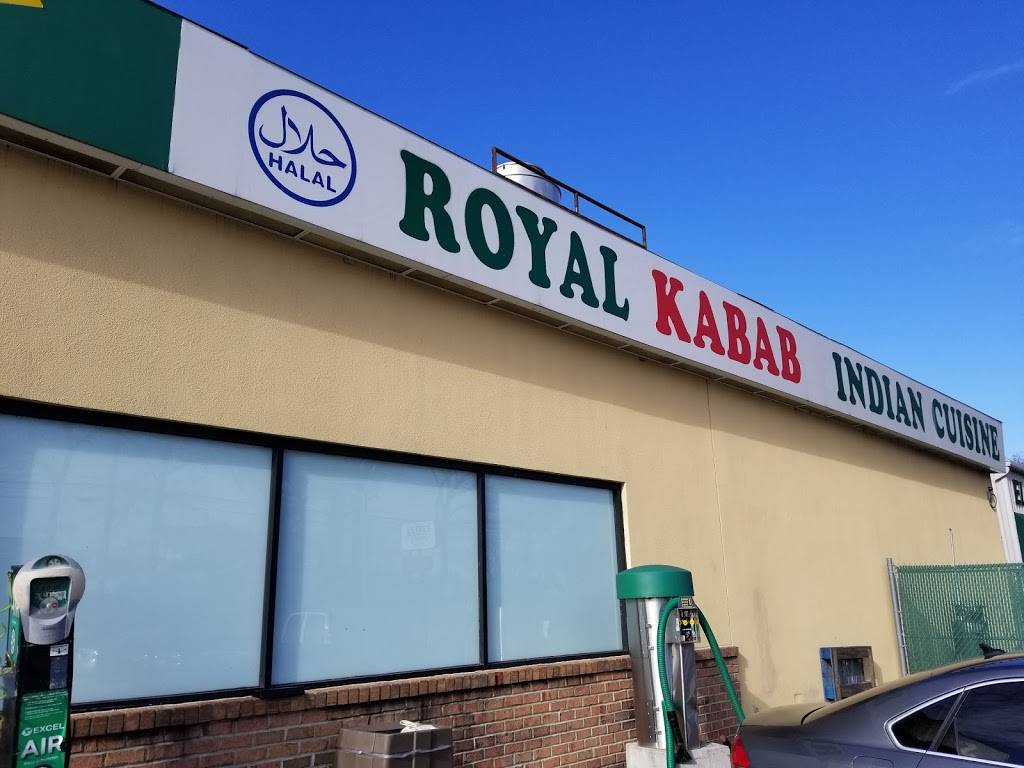 حلال
HALAL
ROYAL KABAB INDIAN CUISINE
EXCEL
AIR